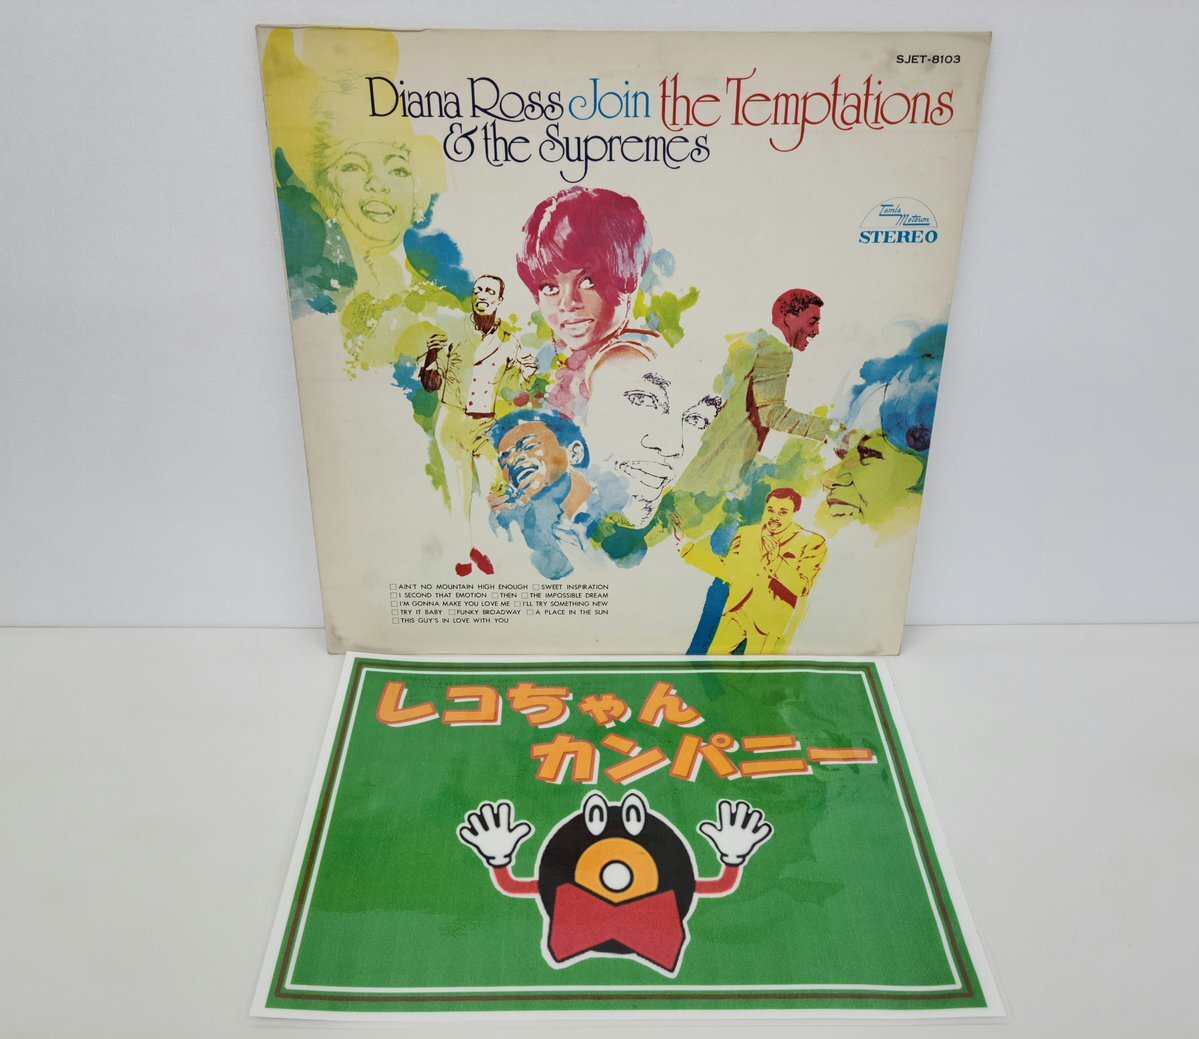 SJET-8103
Diana Ross Join the Temptations
& the Supremes
Tamla
Motown
STEREO
□ AIN'T NO MOUNTAIN HIGH ENOUGH □ SWEET INSPIRATION
□ I SECOND THAT EMOTION □ THEN □ THE IMPOSSIBLE DREAM
□ I'M GONNA MAKE YOU LOVE ME □ I'LL TRY SOMETHING NEW
□ TRY IT BABY □ FUNKY BROADWAY □ A PLACE IN THE SUN
□ THIS GUY'S IN LOVE WITH YOU
レコちゃん
カンパニー